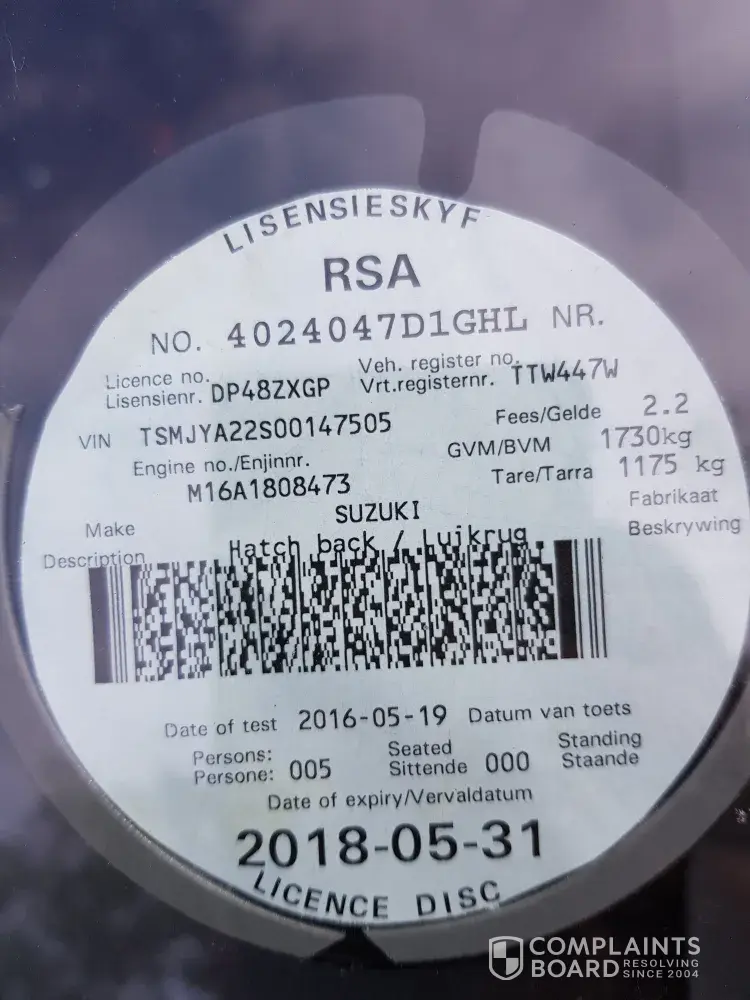 LISENSIESKYF
RSA
NO. 4024047D1GHL NR.
Licence no. Veh. register no.
Lisensienr. DP48ZXGP Vrt.registernr. TTW447W
VIN TSMJYA22S00147505 Fees/Gelde 2.2
Engine no./Enjinnr. GVM/BVM 1730kg
M16A1808473 Tare/Tarra 1175 kg
Make SUZUKI Fabrikaat
Description Hatch back / Luikrug Beskrywing
Date of test 2016-05-19 Datum van toets
Persons: Seated Standing
Persone: 005 Sittende 000 Staande
Date of expiry/Vervaldatum
2018-05-31
LICENCE DISC
COMPLAINTS
BOARD RESOLVING
SINCE 2004